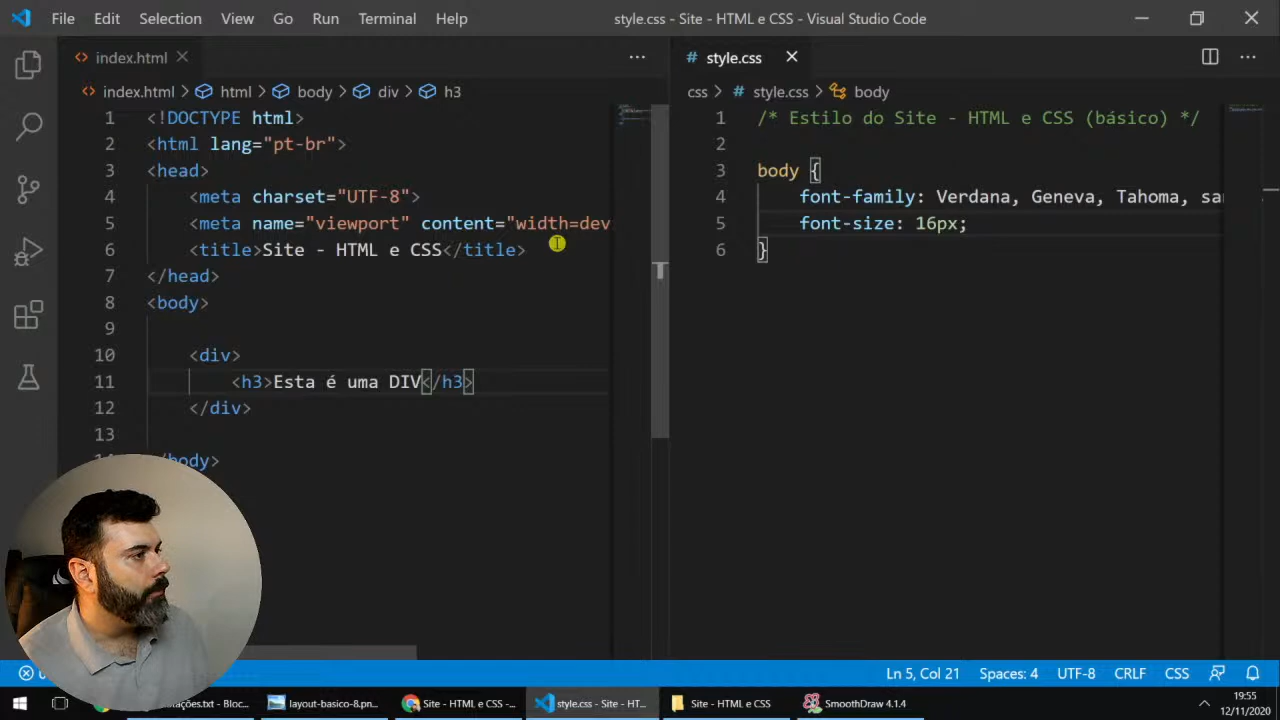 File Edit Selection View Go Run Terminal Help
style.css - Site - HTML e CSS - Visual Studio Code
index.html
index.html > html > body > div > h3
1 <!DOCTYPE html>
2 <html lang="pt-br">
3 <head>
4 <meta charset="UTF-8">
5 <meta name="viewport" content="width=dev
6 <title>Site - HTML e CSS</title>
7 </head>
8 <body>
9
10 <div>
11 <h3>Esta é uma DIV</h3>
12 </div>
13
/body>
# style.css
css > # style.css > body
1 /* Estilo do Site - HTML e CSS (básico) */
2
3 body {
4 font-family: Verdana, Geneva, Tahoma, san
5 font-size: 16px;
6 }
Ln 5, Col 21 Spaces: 4 UTF-8 CRLF CSS
tações.txt - Bloc... layout-basico-8.pn... Site - HTML e CSS -... style.css - Site - HT... Site - HTML e CSS SmoothDraw 4.1.4
19:55
12/11/2020